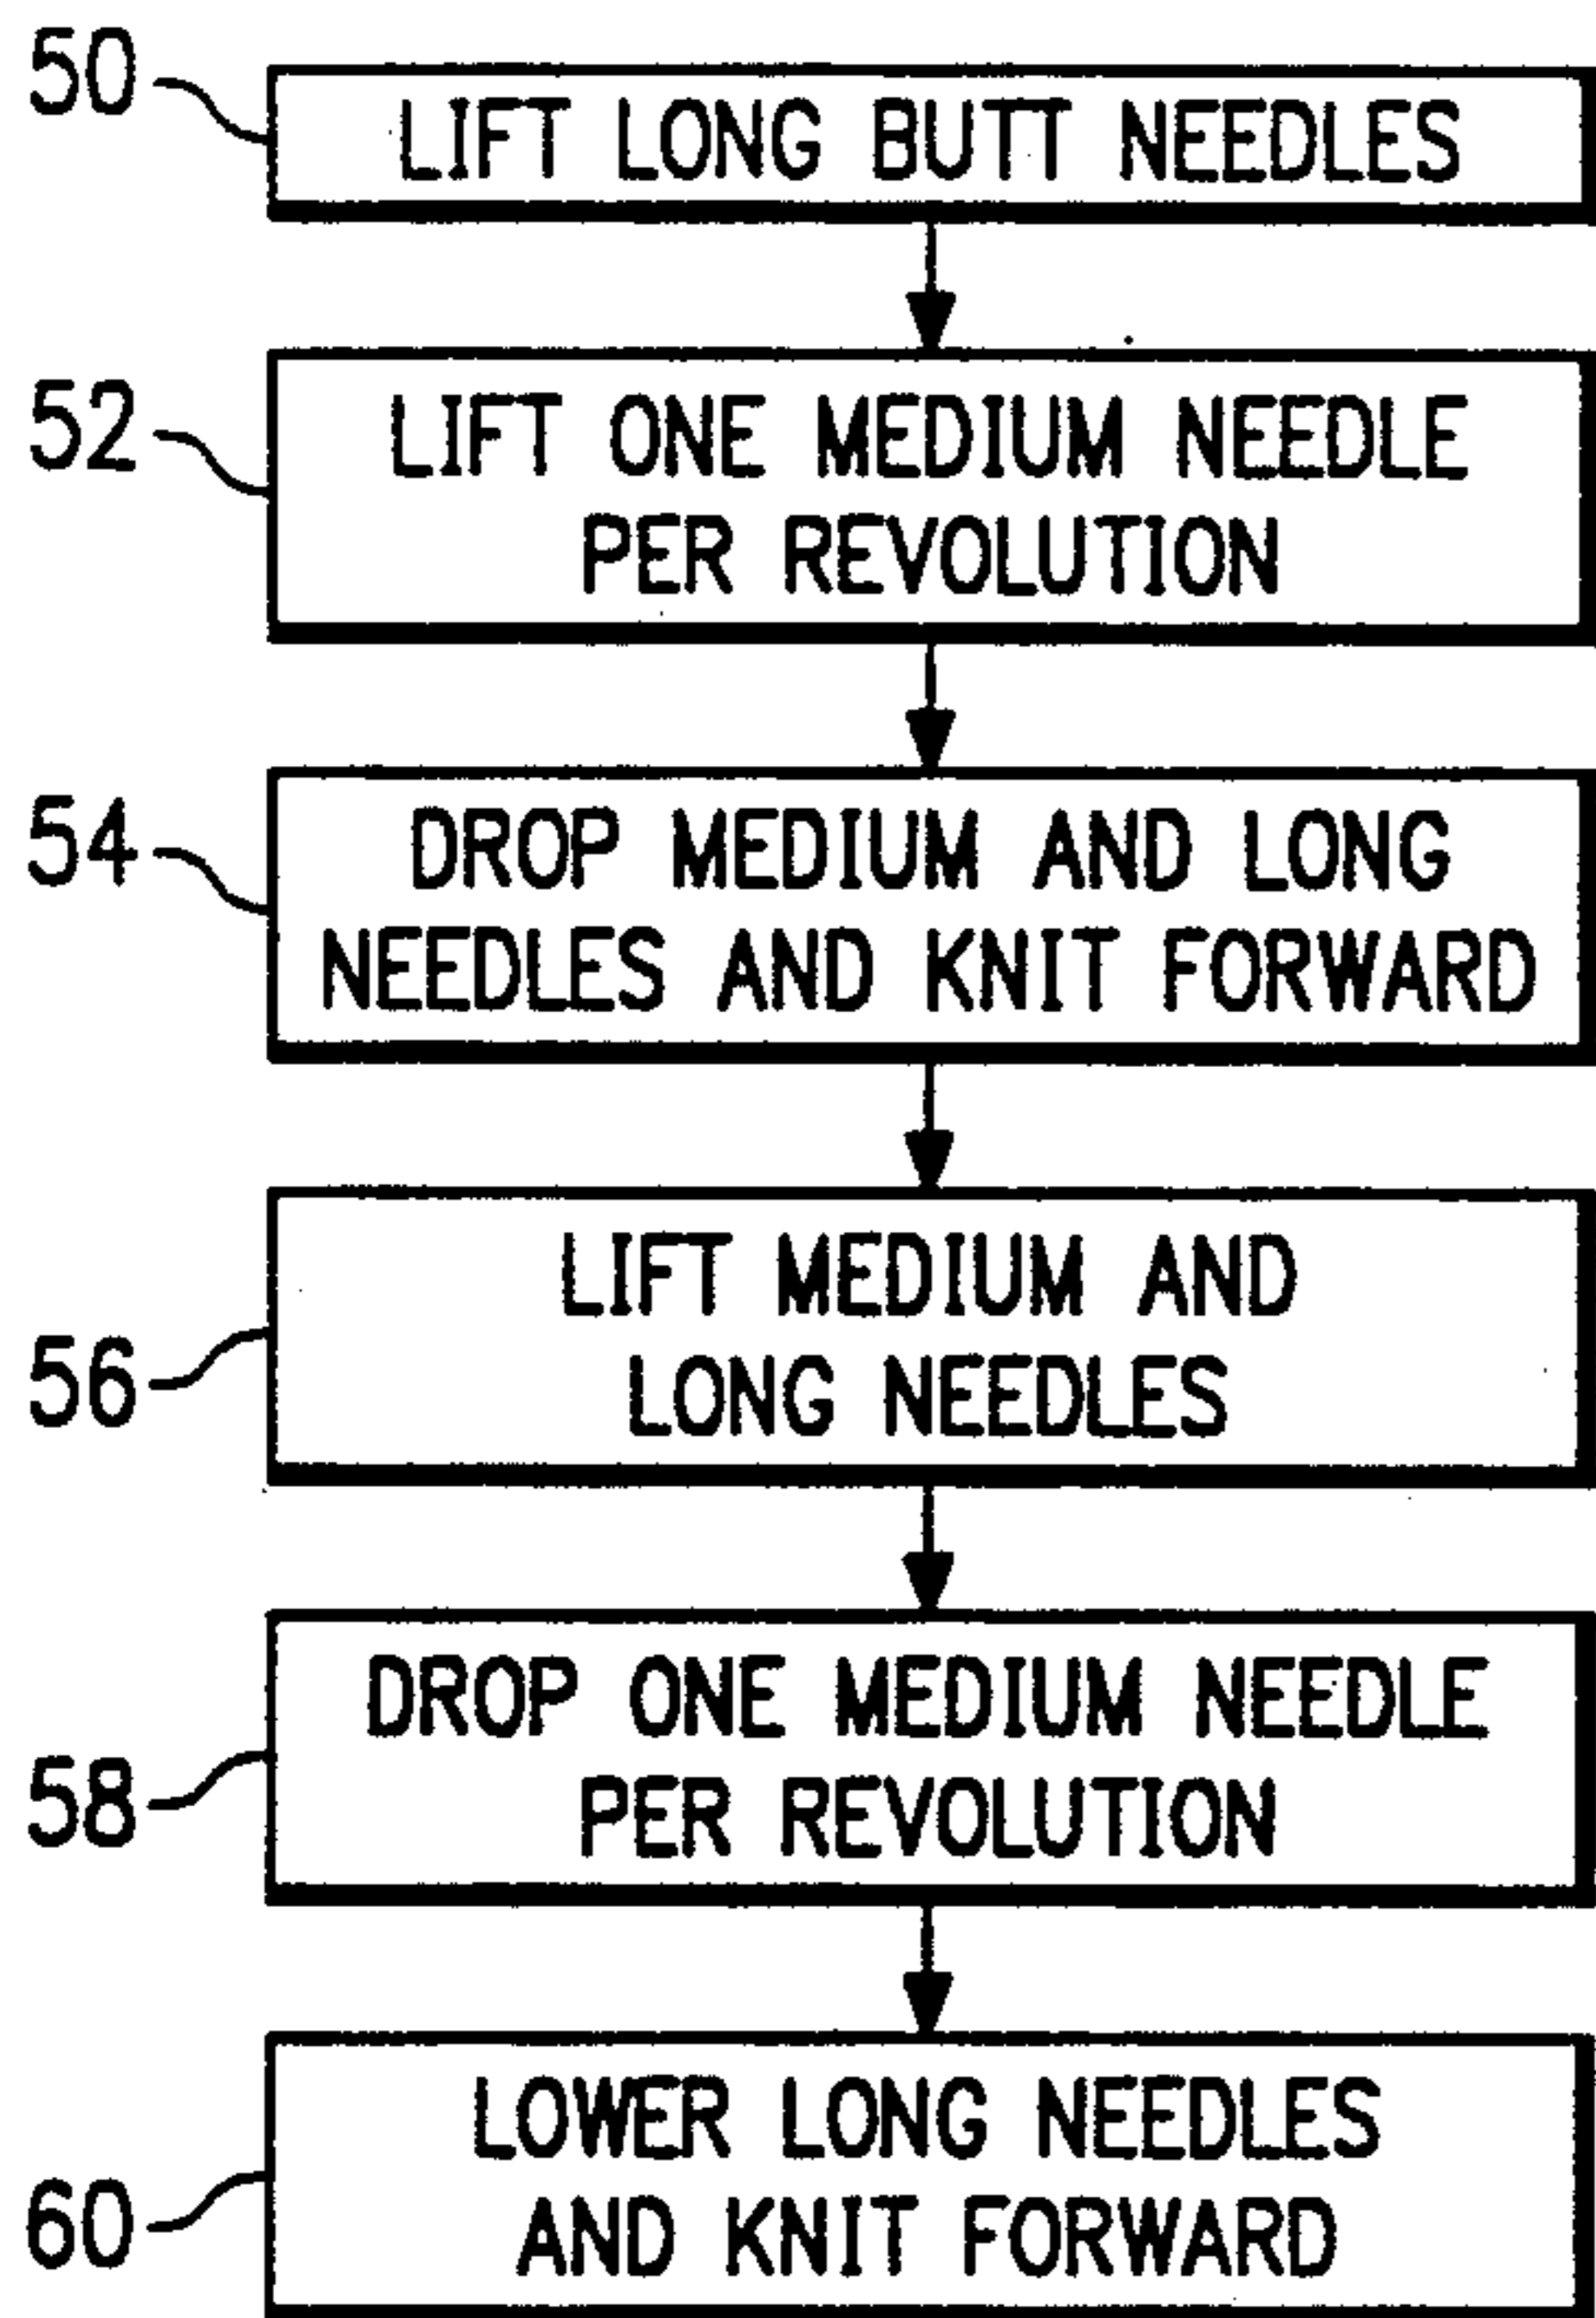 50
LIFT LONG BUTT NEEDLES
52
LIFT ONE MEDIUM NEEDLE
PER REVOLUTION
54
DROP MEDIUM AND LONG
NEEDLES AND KNIT FORWARD
56
LIFT MEDIUM AND
LONG NEEDLES
58
DROP ONE MEDIUM NEEDLE
PER REVOLUTION
60
LOWER LONG NEEDLES
AND KNIT FORWARD